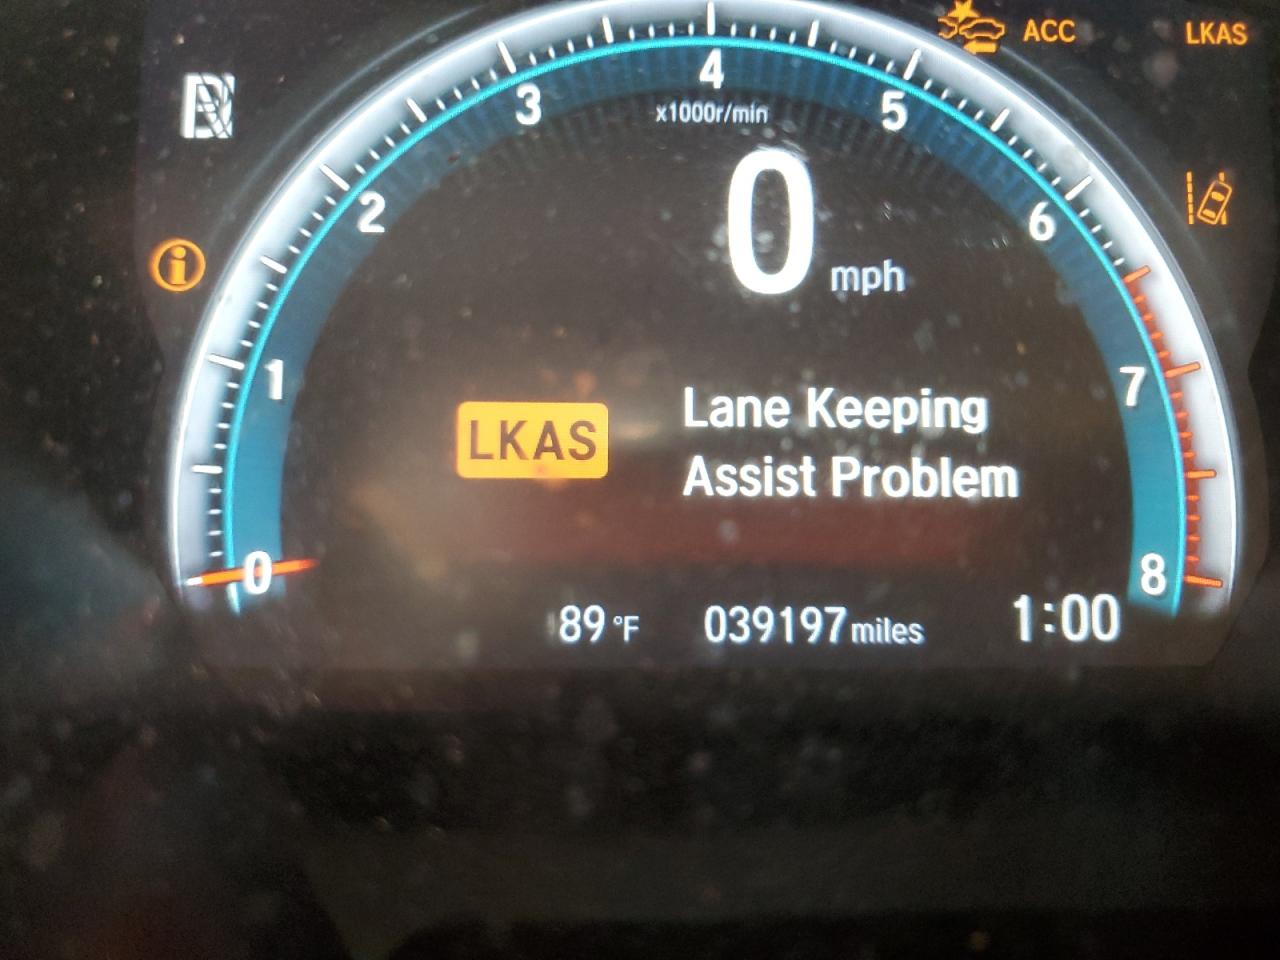 ACC
LKAS
4
3
5
x1000r/min
0
2
6
mph
i
1
7
Lane Keeping
LKAS
Assist Problem
0
8
89 °F
039197 miles
1:00